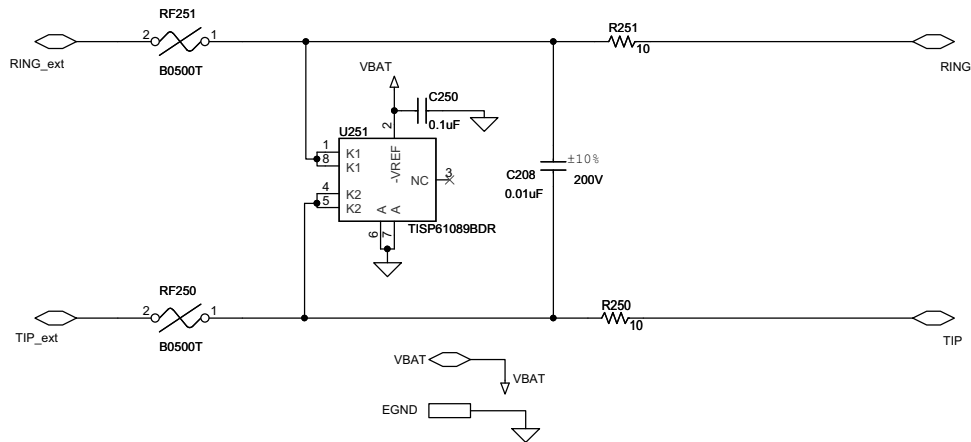 RF251
R251
2
1
10
RING_ext
B0500T
RING
VBAT
C250
0.1uF
2
U251
1
K1
8
K1
-VREF
NC
3
4
K2
5
K2
A
A
6
7
TISP61089BDR
C208
0.01uF
±10%
200V
RF250
R250
2
1
10
TIP_ext
B0500T
TIP
VBAT
VBAT
EGND